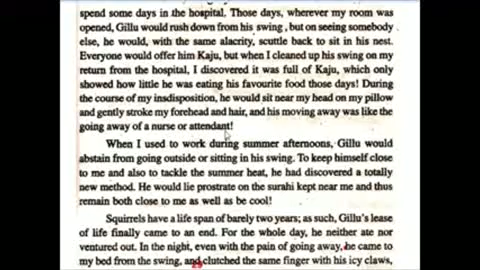 spend some days in the hospital. Those days, wherever my room was
opened, Gillu would rush down from his swing , but on seeing somebody
else, he would, with the same alacrity, scuttle back to sit in his nest.
Everyone would offer him Kaju, but when I cleaned up his swing on my
return from the hospital, I discovered it was full of Kaju, which only
showed how little he was eating his favourite food those days! During
the course of my insdisposition, he would sit near my head on my pillow
and gently stroke my forehead and hair, and his moving away was like the
going away of a nurse or attendant!
When I used to work during summer afternoons, Gillu would
abstain from going outside or sitting in his swing. To keep himself close
to me and also to tackle the summer heat, he had discovered a totally
new method. He would lie prostrate on the surahi kept near me and thus
remain both close to me as well as be cool!
Squirrels have a life span of barely two years; as such, Gillu's lease
of life finally came to an end. For the whole day, he neither ate nor
ventured out. In the night, even with the pain of going away, he came to
my bed from the swing, and clutched the same finger with his icy claws,
29